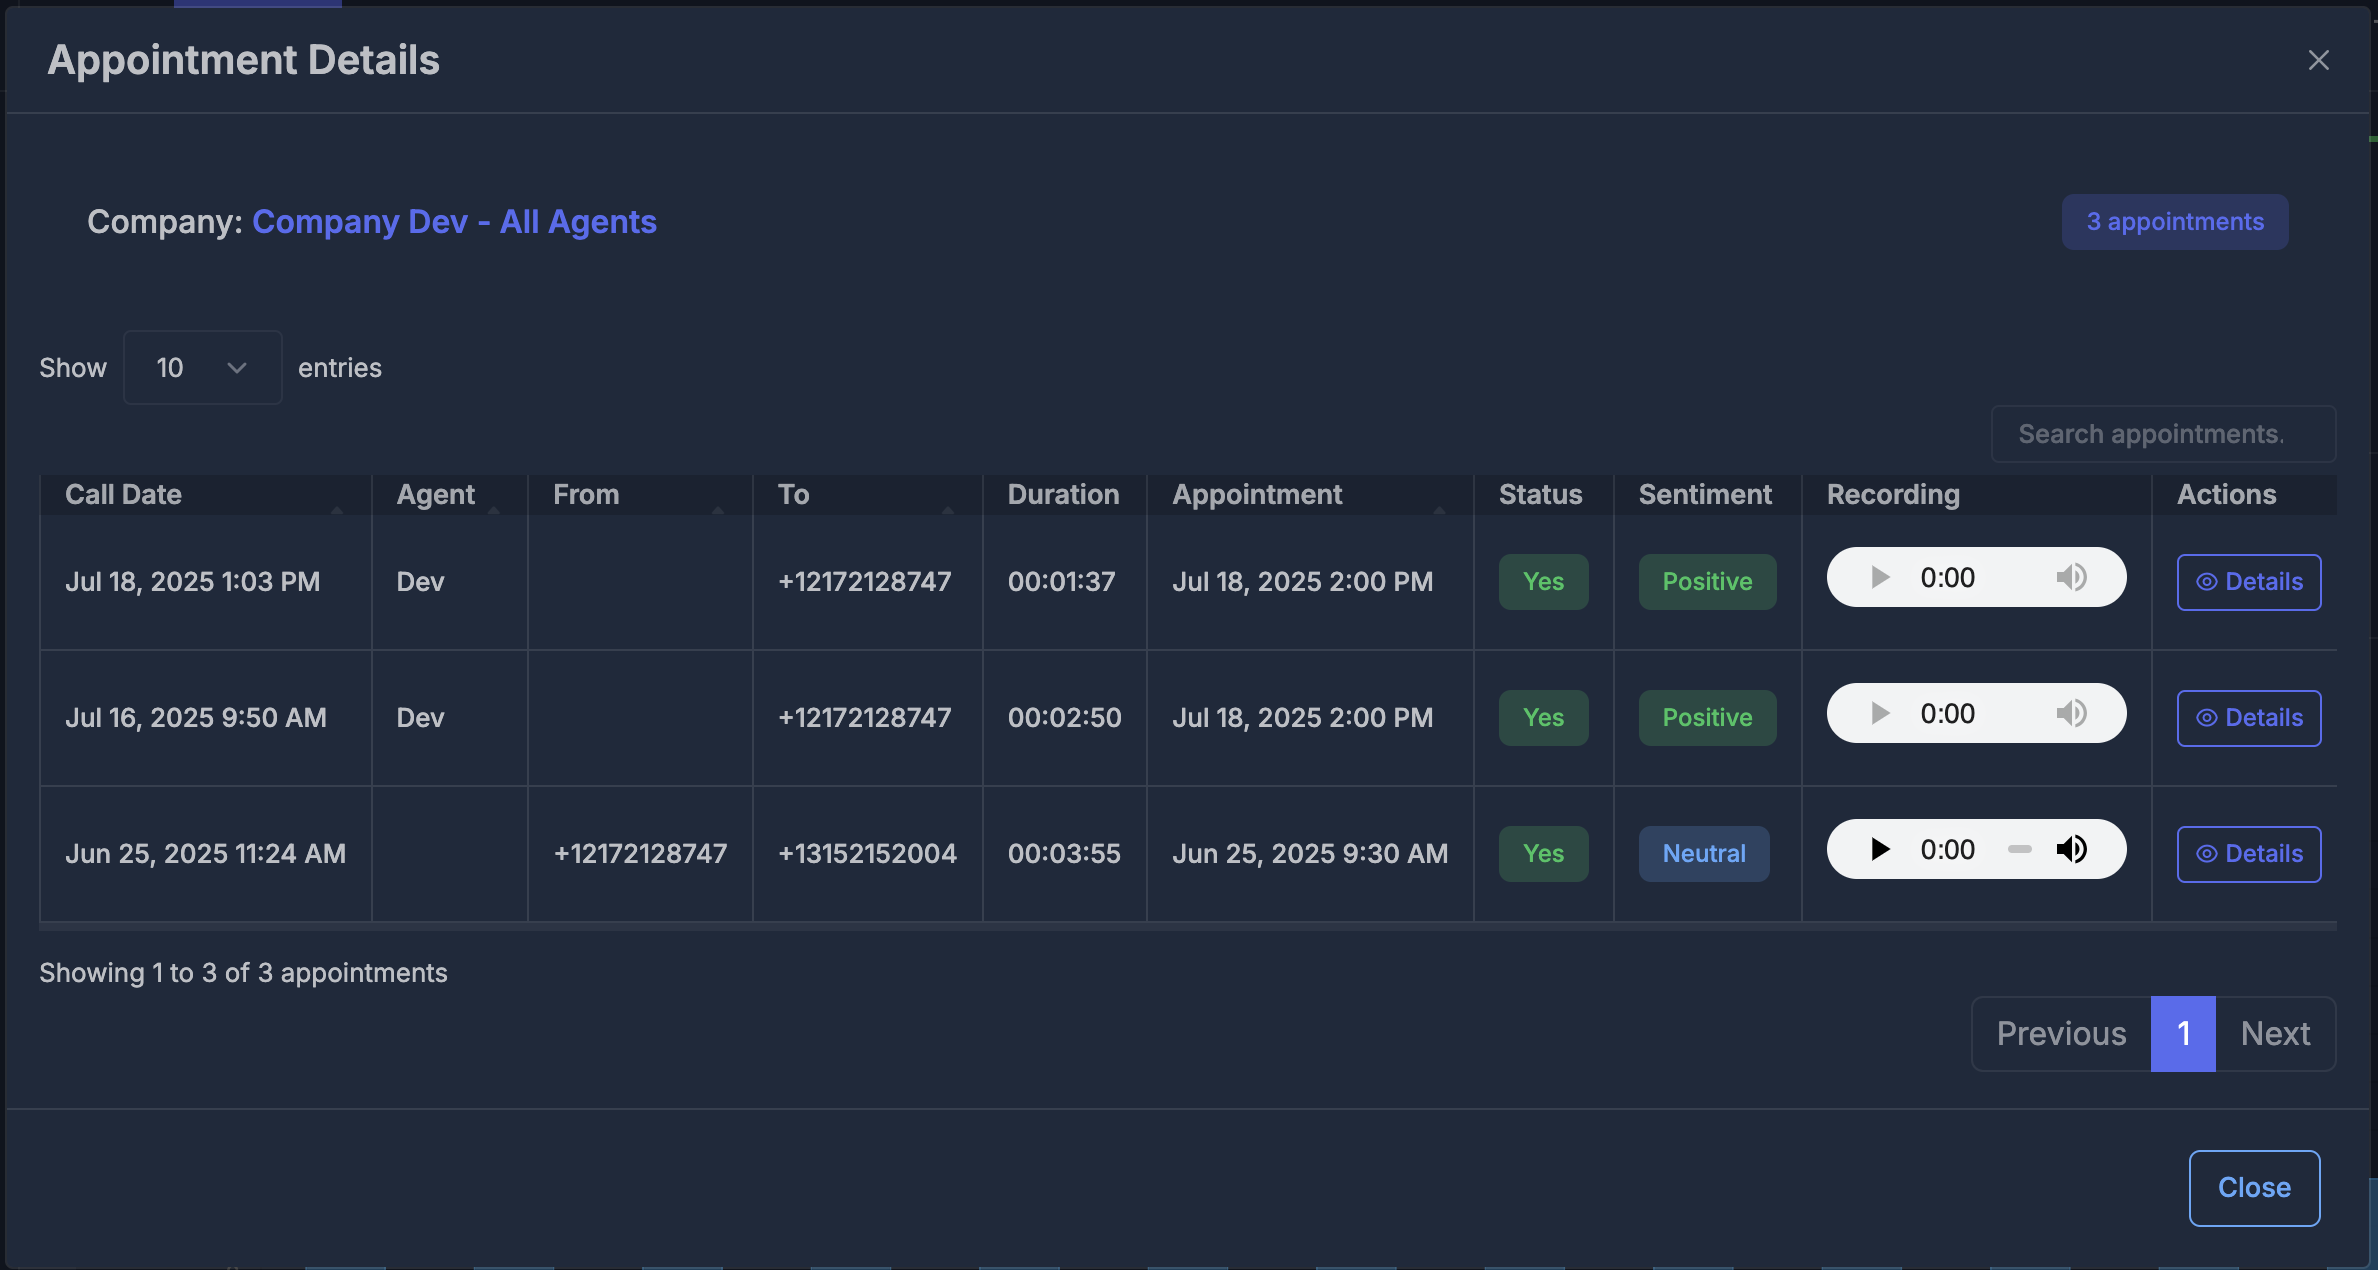 Appointment Details
Company: Company Dev - All Agents
3 appointments
Show 10 entries
Search appointments.
Call Date Agent From To Duration Appointment Status Sentiment Recording Actions
Jul 18, 2025 1:03 PM Dev +12172128747 00:01:37 Jul 18, 2025 2:00 PM Yes Positive 0:00 Details
Jul 16, 2025 9:50 AM Dev +12172128747 00:02:50 Jul 18, 2025 2:00 PM Yes Positive 0:00 Details
Jun 25, 2025 11:24 AM +12172128747 +13152152004 00:03:55 Jun 25, 2025 9:30 AM Yes Neutral 0:00 Details
Showing 1 to 3 of 3 appointments
Previous 1 Next
Close